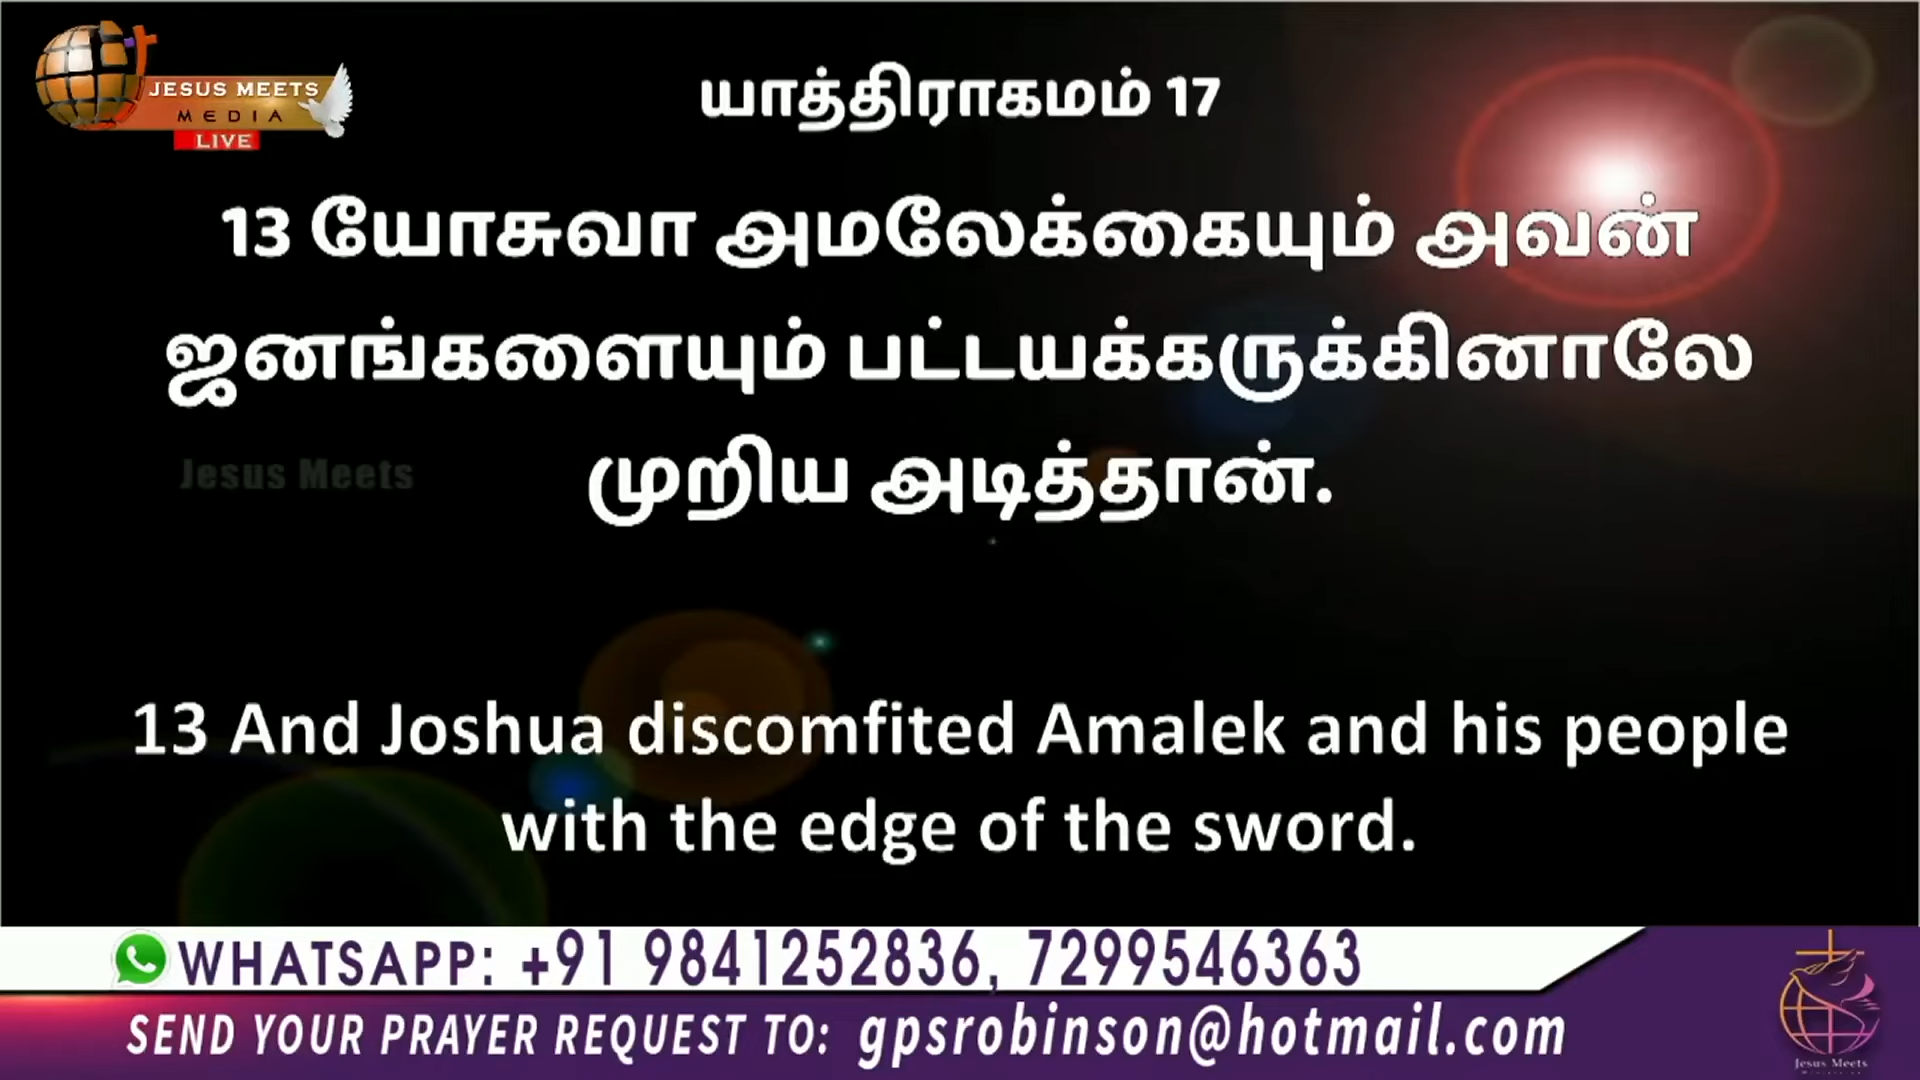 JESUS MEETS
MEDIA
LIVE
யாத்திராகமம் 17
13 யோசுவா அமலேக்கையும் அவன்
ஜனங்களையும் பட்டயக்கருக்கினாலே
முறிய அடித்தான்.
Jesus Meets
13 And Joshua discomfited Amalek and his people
with the edge of the sword.
WHATSAPP: +91 9841252836, 7299546363
SEND YOUR PRAYER REQUEST TO: gpsrobinson@hotmail.com
Jesus Meets